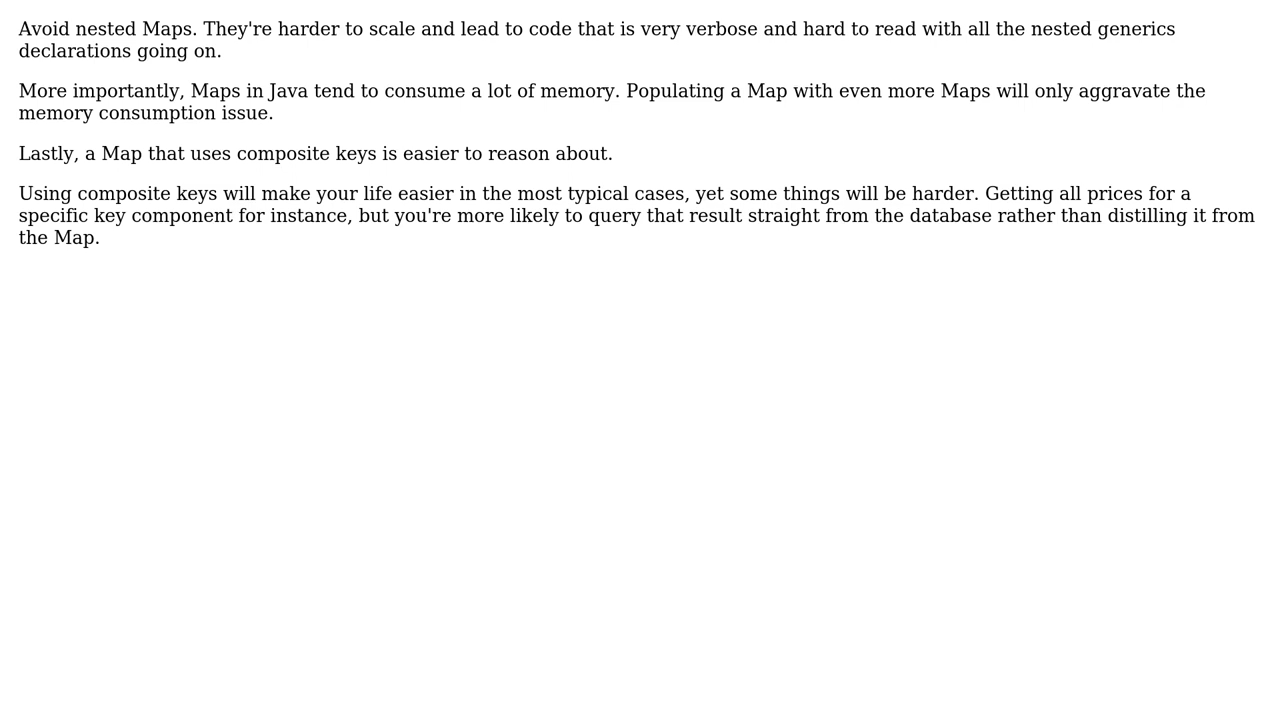 Avoid nested Maps. They're harder to scale and lead to code that is very verbose and hard to read with all the nested generics
declarations going on.
More importantly, Maps in Java tend to consume a lot of memory. Populating a Map with even more Maps will only aggravate the
memory consumption issue.
Lastly, a Map that uses composite keys is easier to reason about.
Using composite keys will make your life easier in the most typical cases, yet some things will be harder. Getting all prices for a
specific key component for instance, but you're more likely to query that result straight from the database rather than distilling it from
the Map.